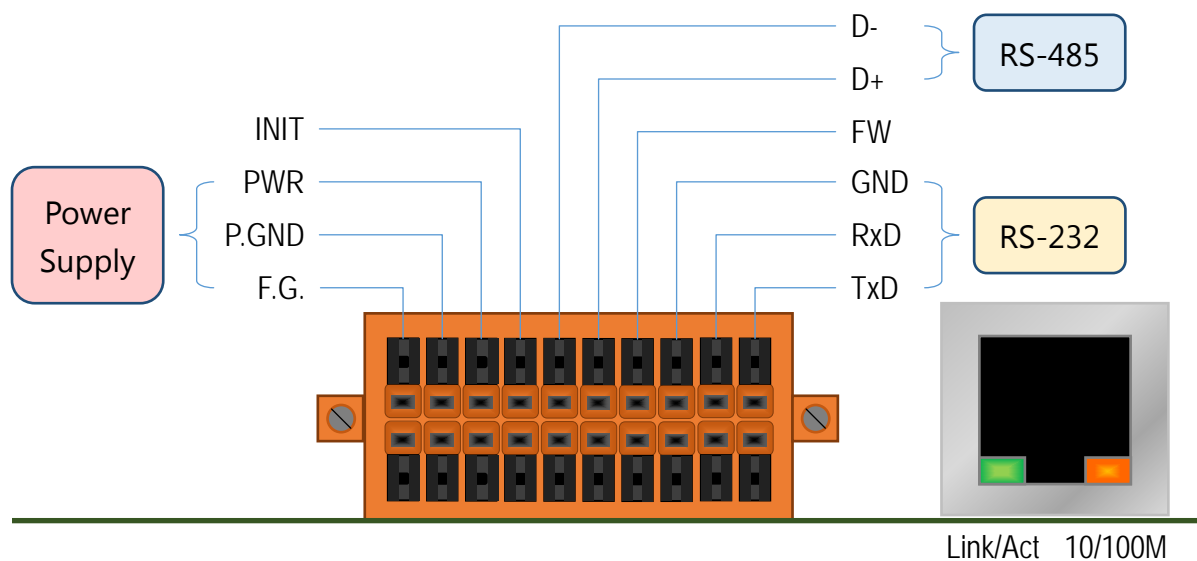 D-
RS-485
D+
INIT
FW
PWR
GND
Power
Supply
P.GND
RxD
RS-232
F.G.
TxD
Link/Act 10/100M